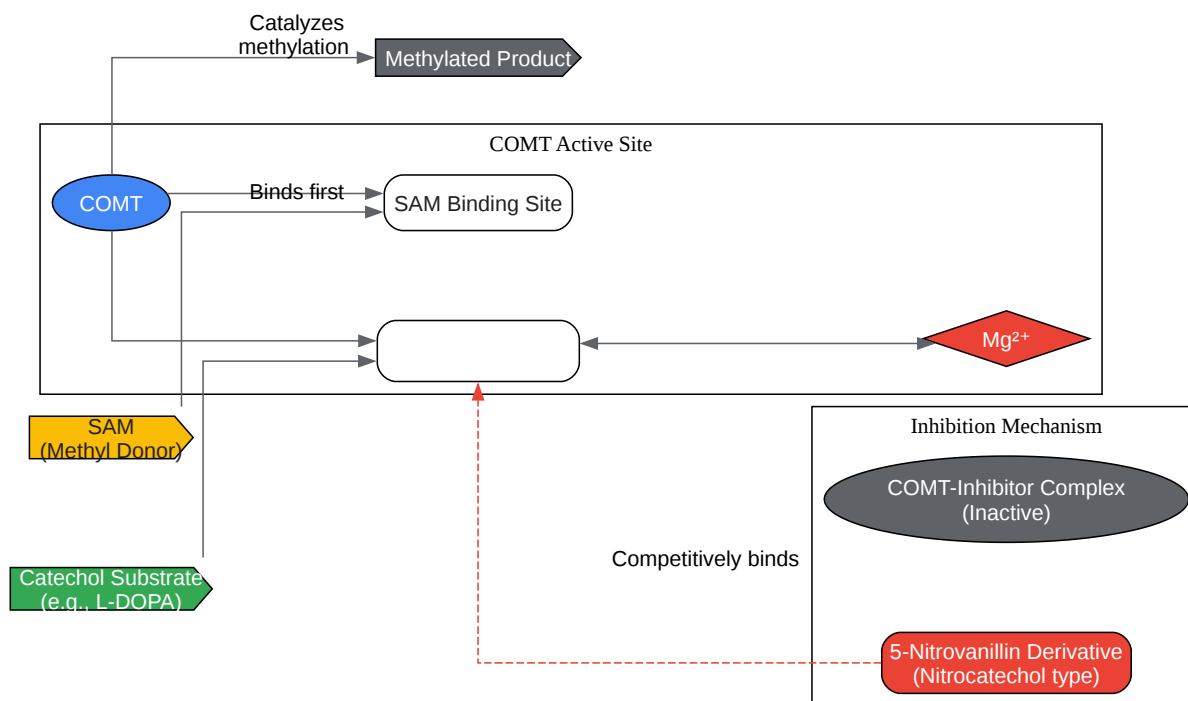 Catalyzes
methylation
Methylated Product
COMT Active Site
COMT
Binds first
SAM Binding Site
Mg²⁺
SAM
(Methyl Donor)
Inhibition Mechanism
COMT-Inhibitor Complex
(Inactive)
Competitively binds
Catechol Substrate
(e.g., L-DOPA)
5-Nitrovanillin Derivative
(Nitrocatechol type)